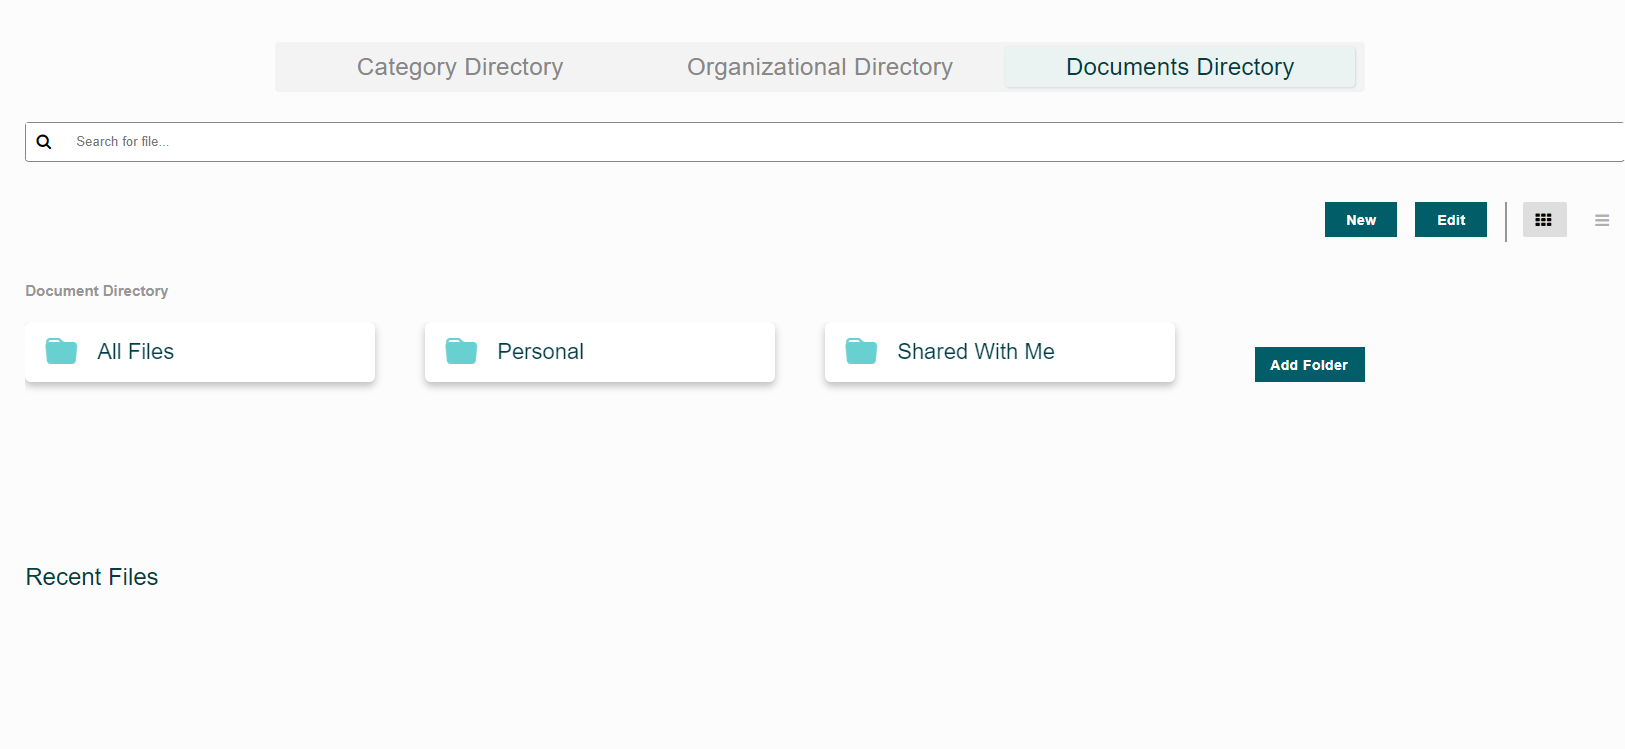 Category Directory Organizational Directory Documents Directory
Search for file...
New Edit
Document Directory
All Files Personal Shared With Me
Add Folder
Recent Files